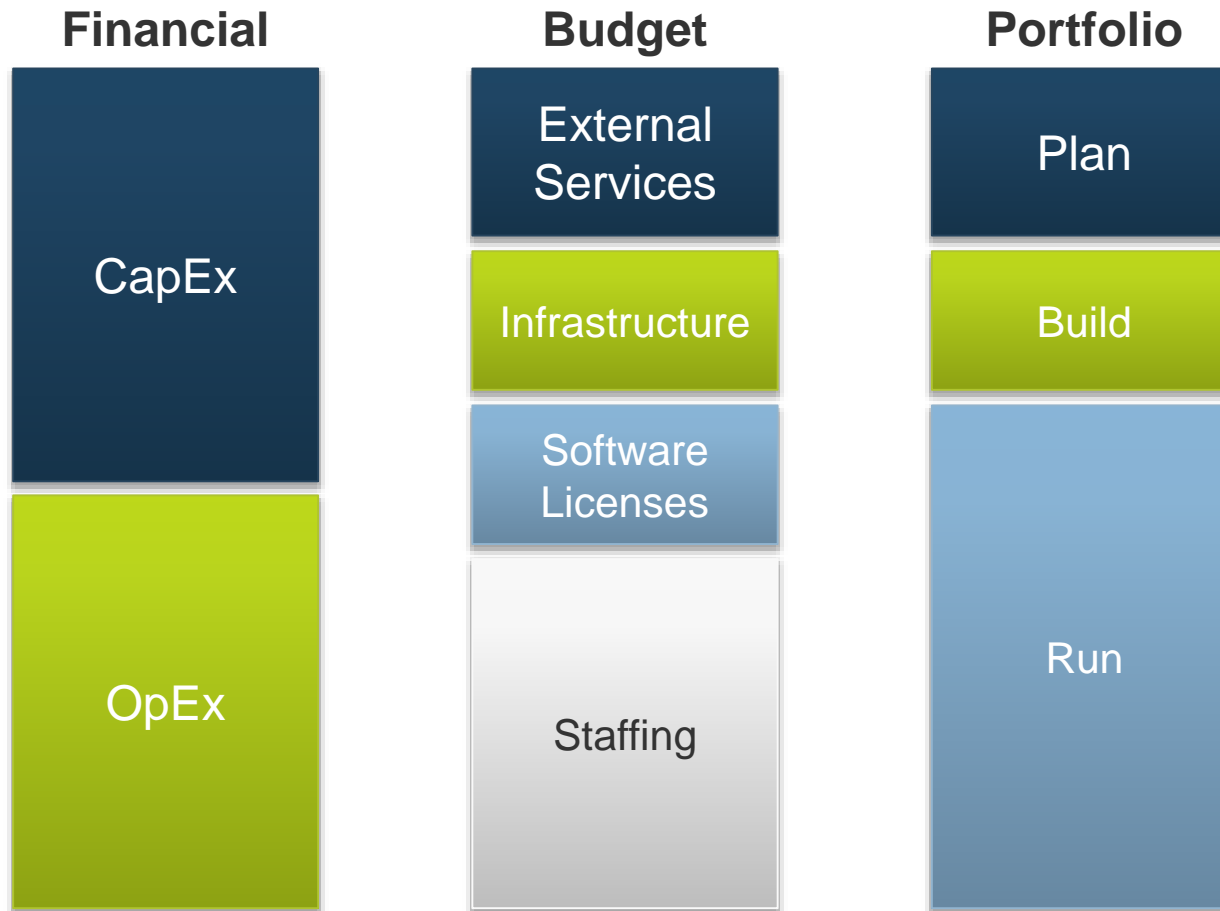 Financial
Budget
Portfolio
CapEx
OpEx
External
Services
Infrastructure
Software
Licenses
Staffing
Plan
Build
Run